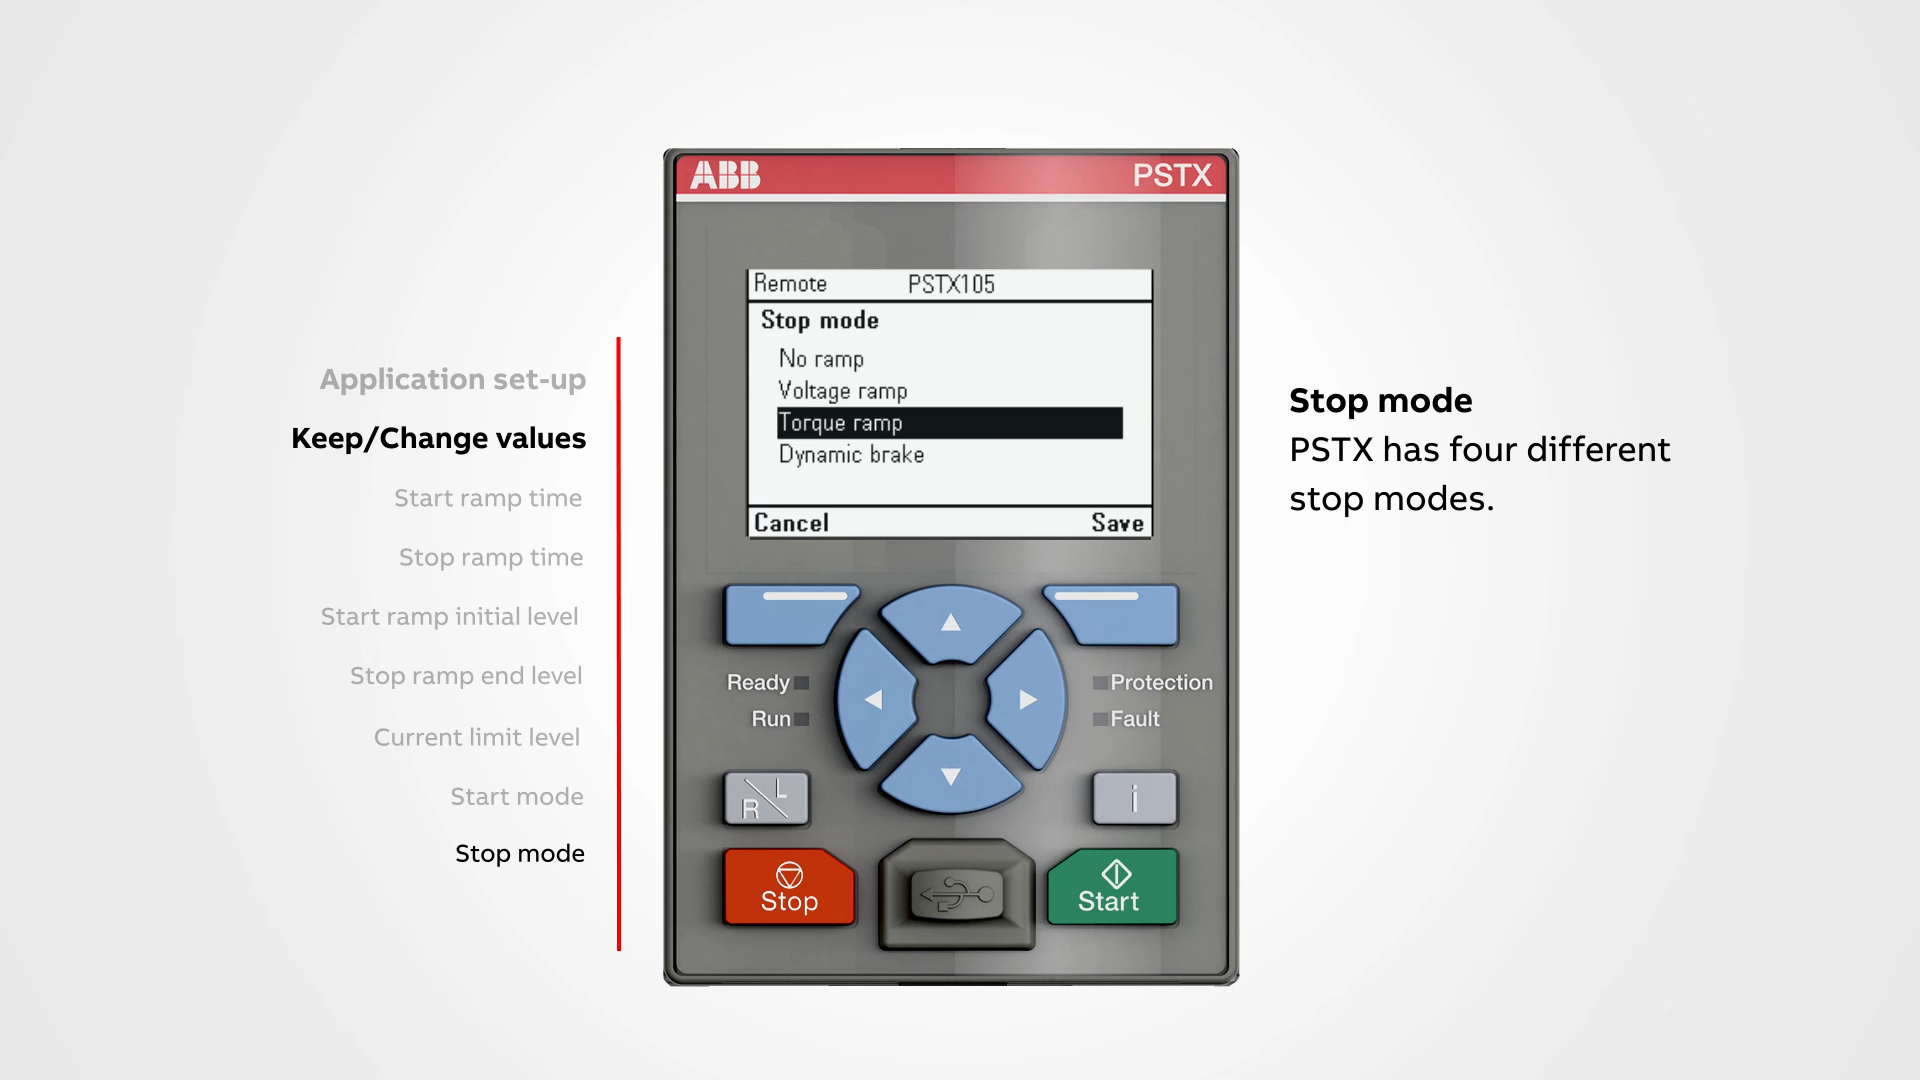 Application set-up
Keep/Change values
Start ramp time
Stop ramp time
Start ramp initial level
Stop ramp end level
Current limit level
Start mode
Stop mode
ABB PSTX
Remote PSTX105
Stop mode
No ramp
Voltage ramp
Torque ramp
Dynamic brake
Cancel Save
Ready Protection
Run Fault
R L i
Stop Start
Stop mode
PSTX has four different
stop modes.